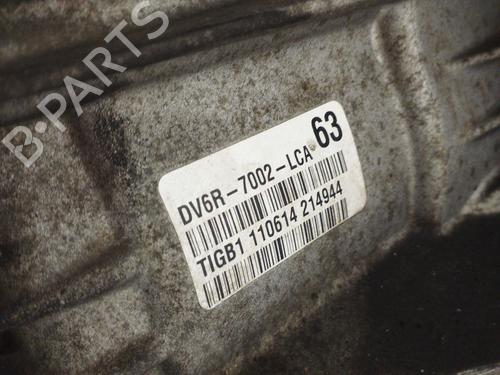 B-PARTS
63
DV6R-7002-LCA
TIGB1 110614 214944